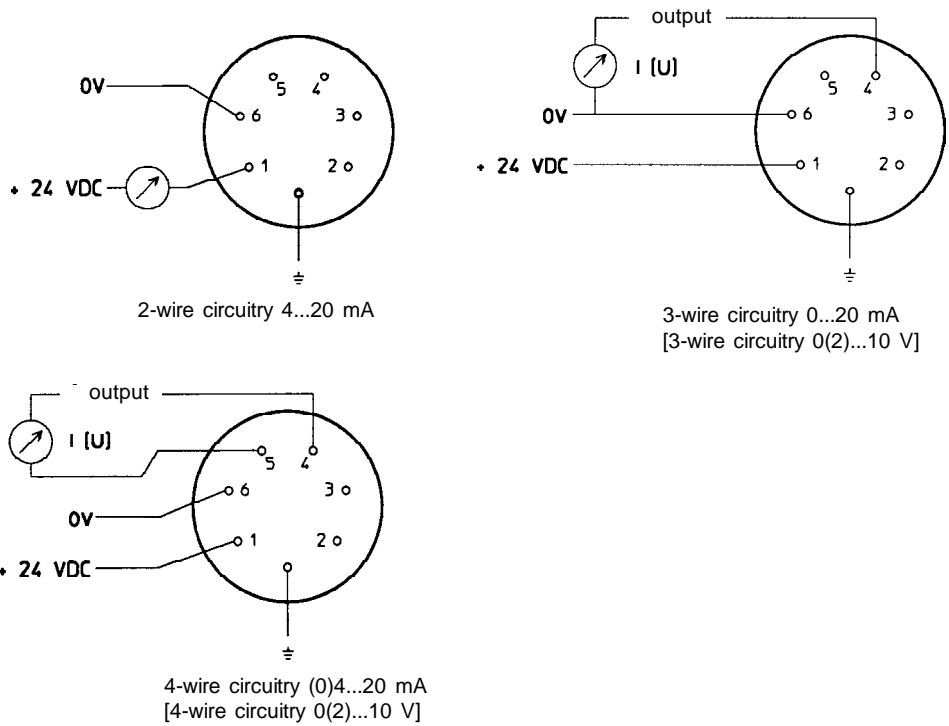 0V
5
4
6
3
+ 24 VDC
1
2
2-wire circuitry 4...20 mA
output
I (U)
5
4
0V
6
3
+ 24 VDC
1
2
3-wire circuitry 0...20 mA
[3-wire circuitry 0(2)...10 V]
output
I (U)
5
4
6
3
0V
1
2
+ 24 VDC
4-wire circuitry (0)4...20 mA
[4-wire circuitry 0(2)...10 V]